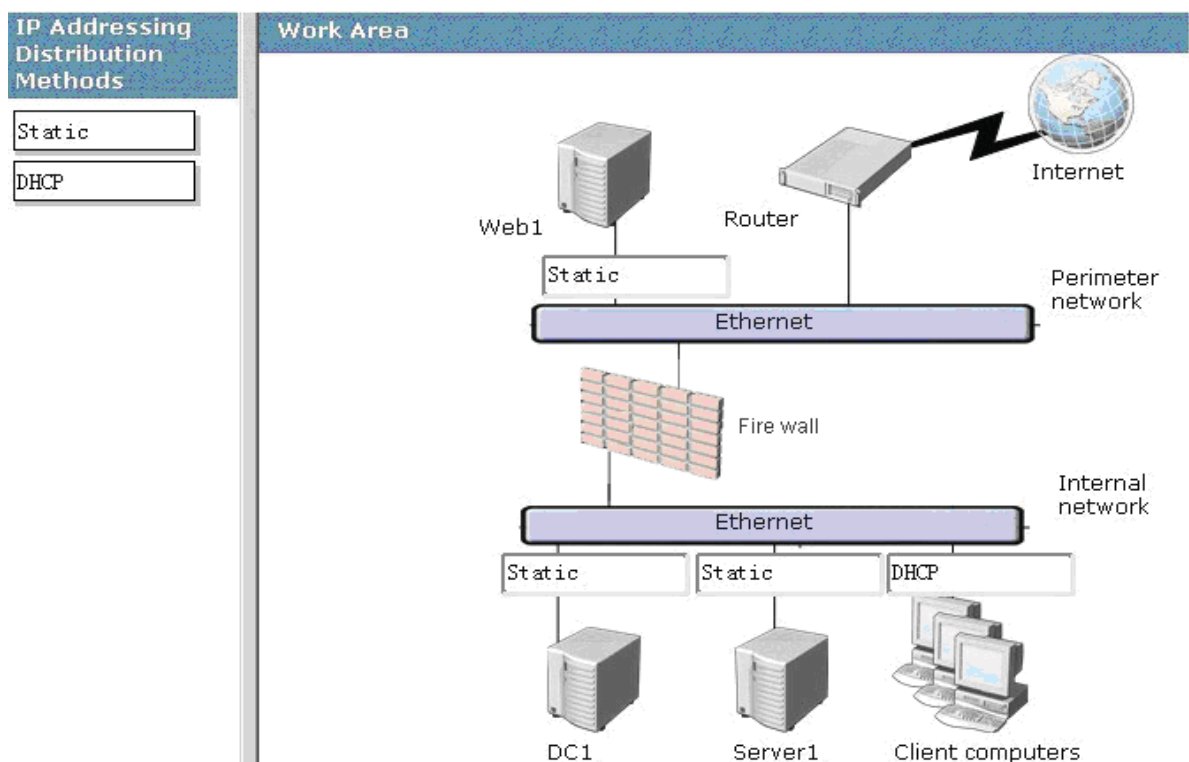 IP Addressing
Distribution
Methods
Static
DHCP
Work Area
Internet
Web1
Router
Static
Perimeter
network
Ethernet
Fire wall
Internal
network
Ethernet
Static
Static
DHCP
DC1
Server1
Client computers